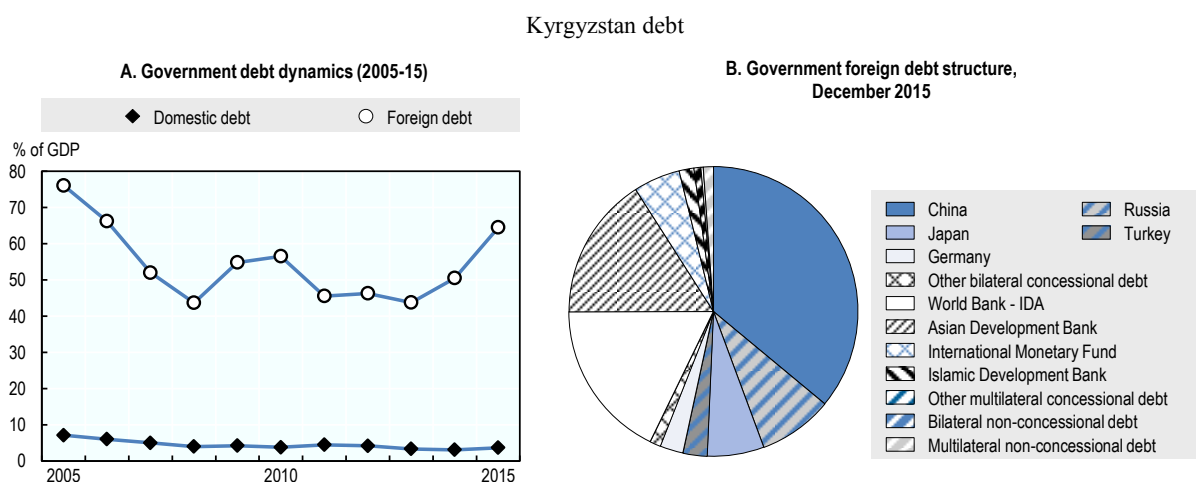 Kyrgyzstan debt
A. Government debt dynamics (2005-15)
Domestic debt
Foreign debt
% of GDP
80
70
60
50
40
30
20
10
0
2005
2010
2015
B. Government foreign debt structure,
December 2015
China
Russia
Japan
Turkey
Germany
Other bilateral concessional debt
World Bank - IDA
Asian Development Bank
International Monetary Fund
Islamic Development Bank
Other multilateral concessional debt
Bilateral non-concessional debt
Multilateral non-concessional debt